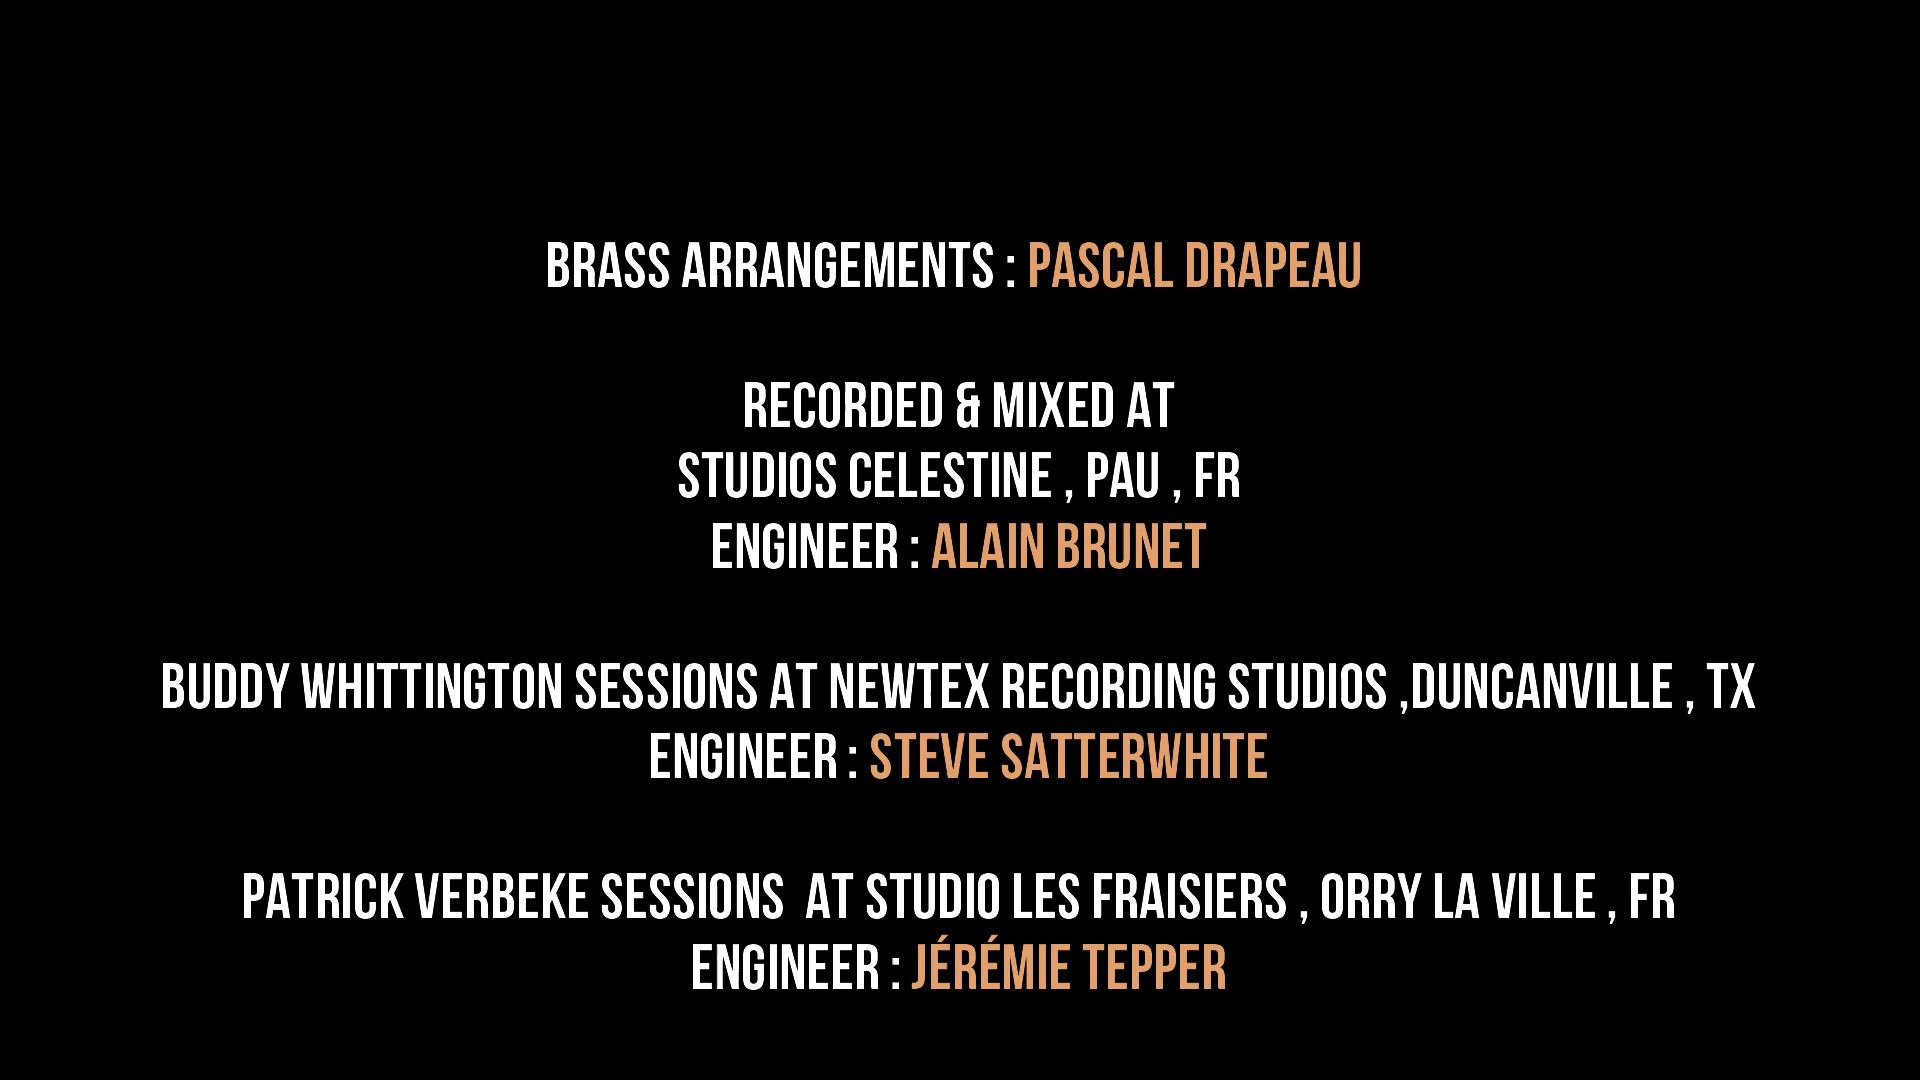 BRASS ARRANGEMENTS : PASCAL DRAPEAU
RECORDED & MIXED AT
STUDIOS CELESTINE , PAU , FR
ENGINEER : ALAIN BRUNET
BUDDY WHITTINGTON SESSIONS AT NEWTEX RECORDING STUDIOS ,DUNCANVILLE , TX
ENGINEER : STEVE SATTERWHITE
PATRICK VERBEKE SESSIONS  AT STUDIO LES FRAISIERS , ORRY LA VILLE , FR
ENGINEER : JÉRÉMIE TEPPER